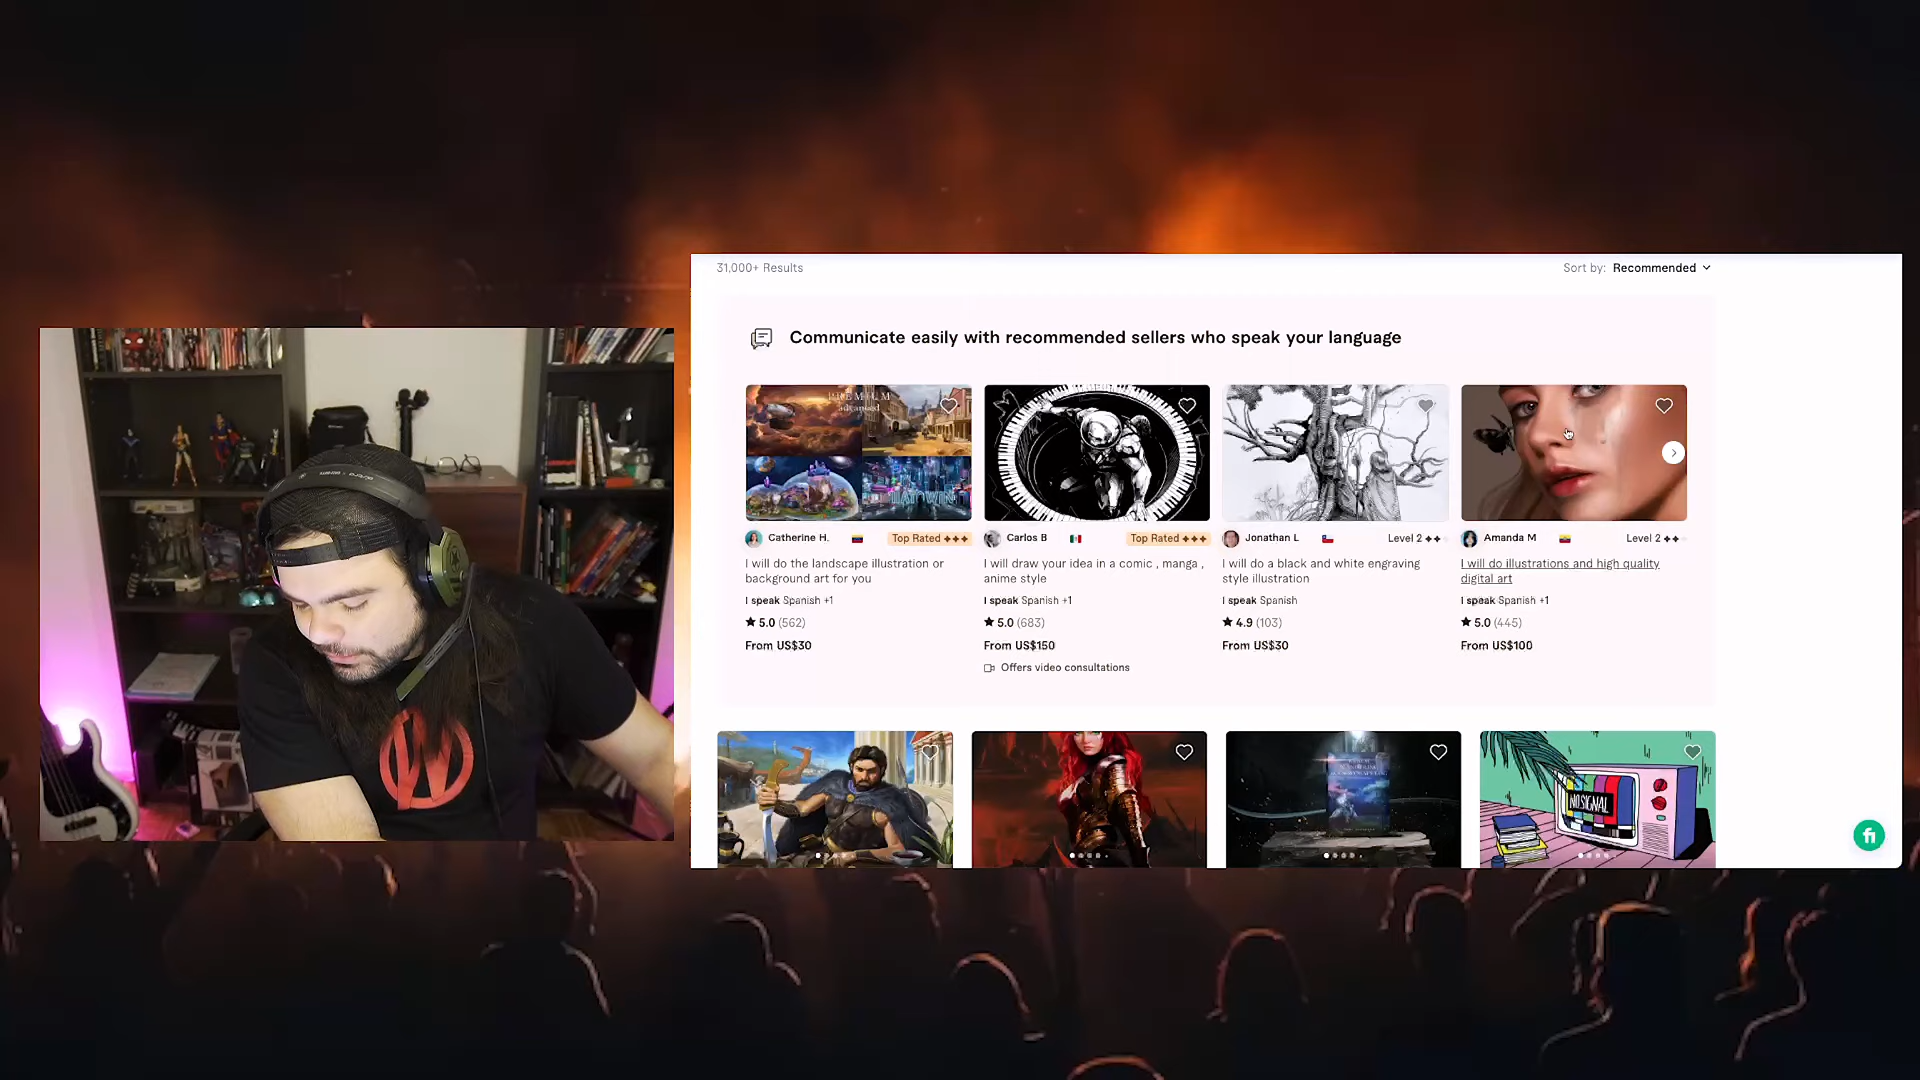 31,000+ Results
Sort by: Recommended
Communicate easily with recommended sellers who speak your language
PREMIUM
advanced
Catherine H.
Top Rated
I will do the landscape illustration or
background art for you
I speak Spanish +1
5.0 (562)
From US$30
Carlos B
Top Rated
I will draw your idea in a comic , manga ,
anime style
I speak Spanish +1
5.0 (683)
From US$150
Offers video consultations
Jonathan L
Level 2
I will do a black and white engraving
style illustration
I speak Spanish
4.9 (103)
From US$30
Amanda M
Level 2
I will do illustrations and high quality
digital art
I speak Spanish +1
5.0 (445)
From US$100
NO SIGNAL
fi